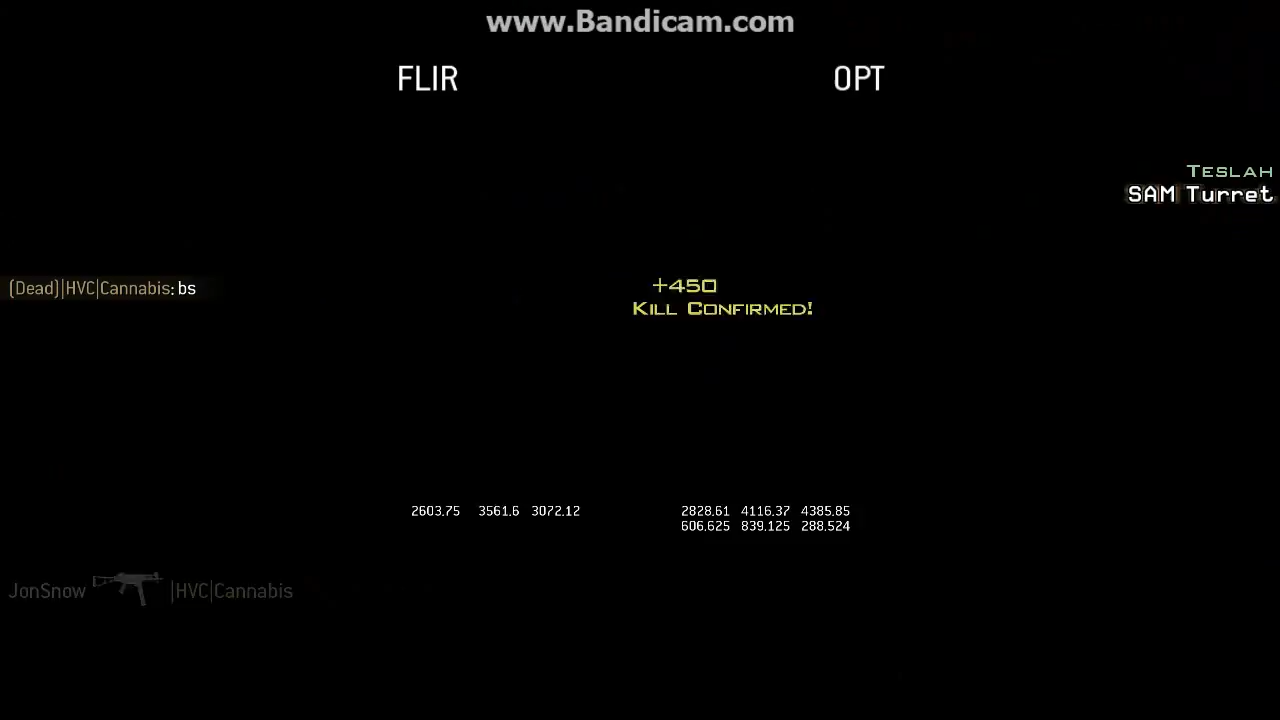 www.Bandicam.com
FLIR OPT
TESLAH
SAM Turret
(Dead)|HVC|Cannabis: bs
+450
KILL CONFIRMED!
2603.75 3561.6 3072.12 2828.61 4116.37 4385.85
606.625 839.125 288.524
JonSnow |HVC|Cannabis